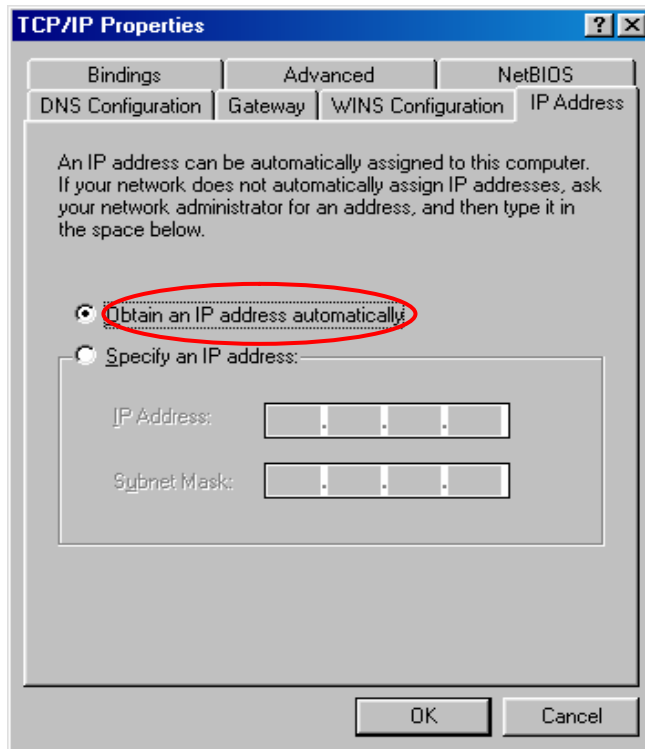 TCP/IP Properties
? X
Bindings Advanced NetBIOS
DNS Configuration Gateway WINS Configuration IP Address
An IP address can be automatically assigned to this computer.
If your network does not automatically assign IP addresses, ask
your network administrator for an address, and then type it in
the space below.
Obtain an IP address automatically
Specify an IP address:
IP Address: . . .
Subnet Mask: . . .
OK Cancel